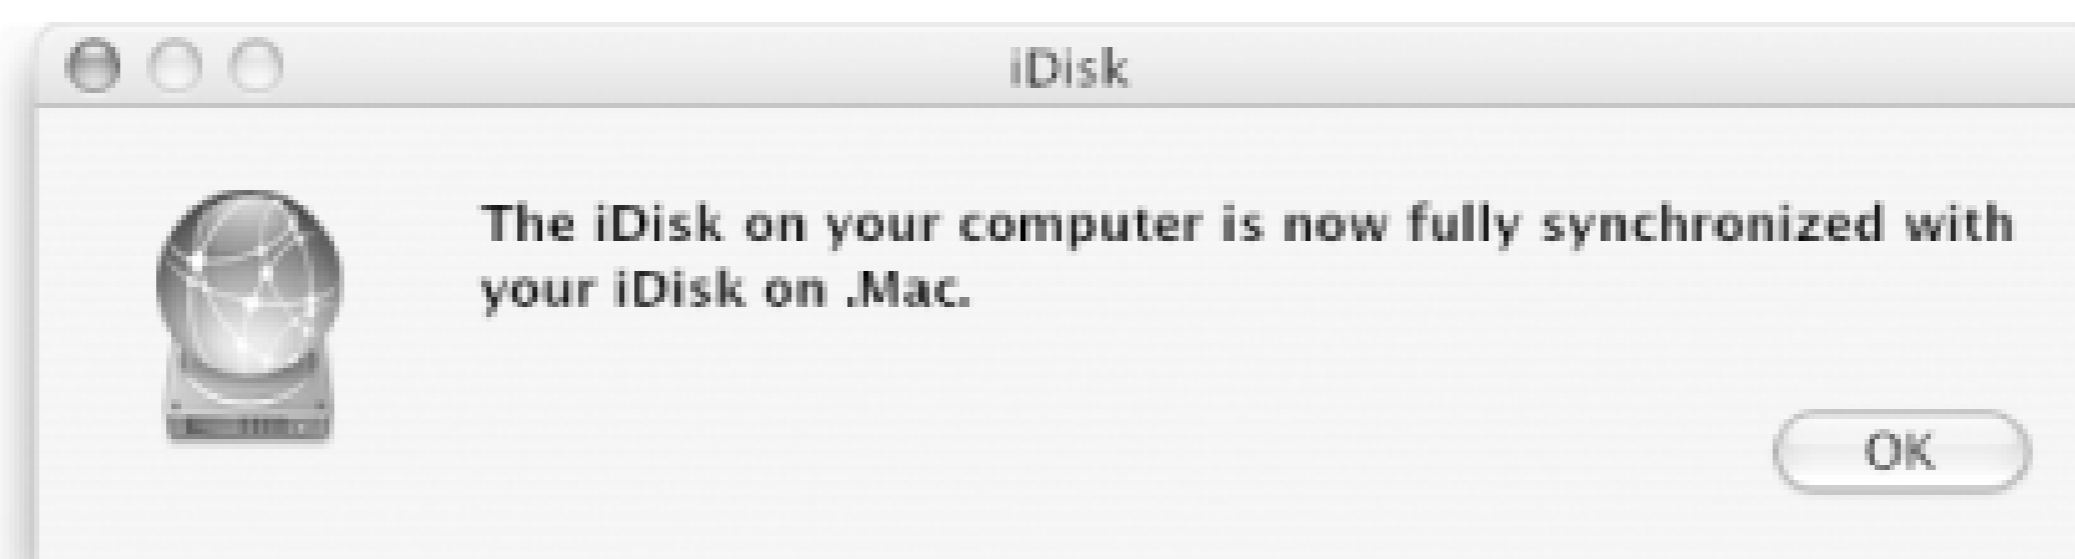 iDisk
The iDisk on your computer is now fully synchronized with
your iDisk on .Mac.
OK